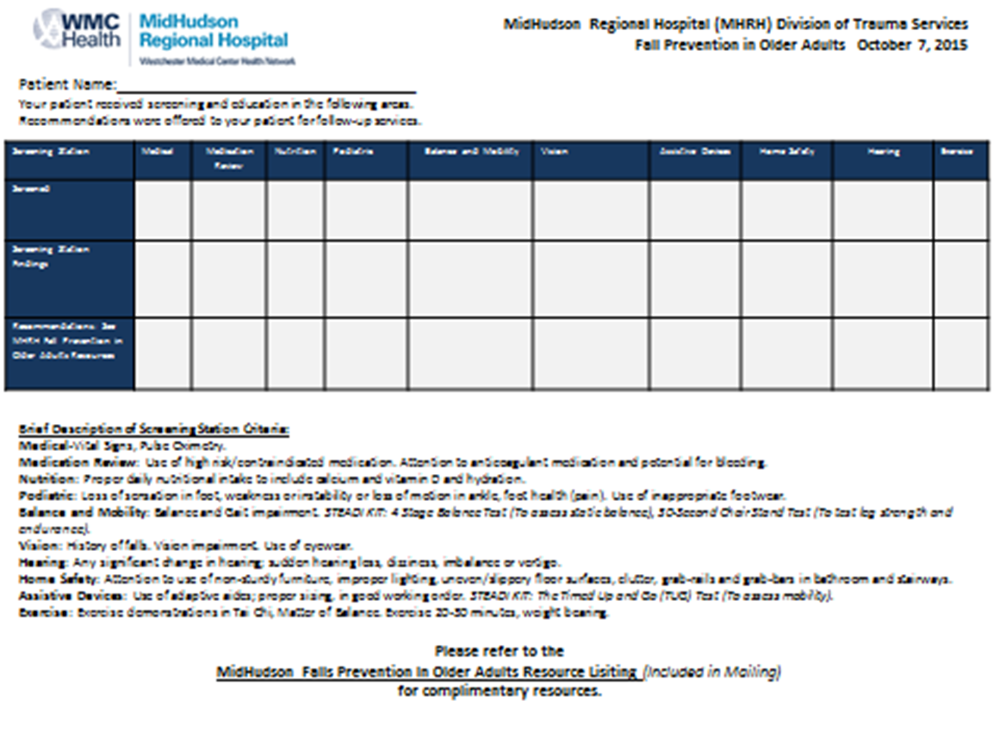 WMC Health
MidHudson
Regional Hospital
Westchester Medical Center Health Network
MidHudson Regional Hospital (MHRH) Division of Trauma Services
Fall Prevention in Older Adults October 7, 2015
Patient Name:
Your patient received screening and education in the following areas.
Recommendations were offered to your patient for follow-up services.
Screening Station Medical Medication Review Nutrition Podiatric Balance and Mobility Vision Assistive Devices Home Safety Hearing Exercise
Screened
Screening Station
Findings
Recommendations: See
MHRH Fall Prevention in
Older Adults Resources
Brief Description of Screening Station Criteria:
Medical-Vital Signs, Pulse Oximetry.
Medication Review: Use of high risk/contraindicated medication. Attention to anticoagulant medication and potential for bleeding.
Nutrition: Proper daily nutritional intake to include calcium and vitamin D and hydration.
Podiatric: Loss of sensation in foot, weakness or instability or loss of motion in ankle, foot health (pain). Use of inappropriate footwear.
Balance and Mobility: Balance and Gait impairment. STEADI KIT: 4 Stage Balance Test (To assess static balance), 30-Second Chair Stand Test (To test leg strength and
endurance).
Vision: History of falls. Vision impairment. Use of eyewear.
Hearing: Any significant change in hearing; sudden hearing loss, dizziness, imbalance or vertigo.
Home Safety: Attention to use of non-sturdy furniture, improper lighting, uneven/slippery floor surfaces, clutter, grab-rails and grab-bars in bathroom and stairways.
Assistive Devices: Use of adaptive aides; proper sizing, in good working order. STEADI KIT: The Timed Up and Go (TUG) Test (To assess mobility).
Exercise: Exercise demonstrations in Tai Chi, Matter of Balance. Exercise 20-30 minutes, weight bearing.
Please refer to the
MidHudson Falls Prevention in Older Adults Resource Lisiting (Included in Mailing)
for complimentary resources.